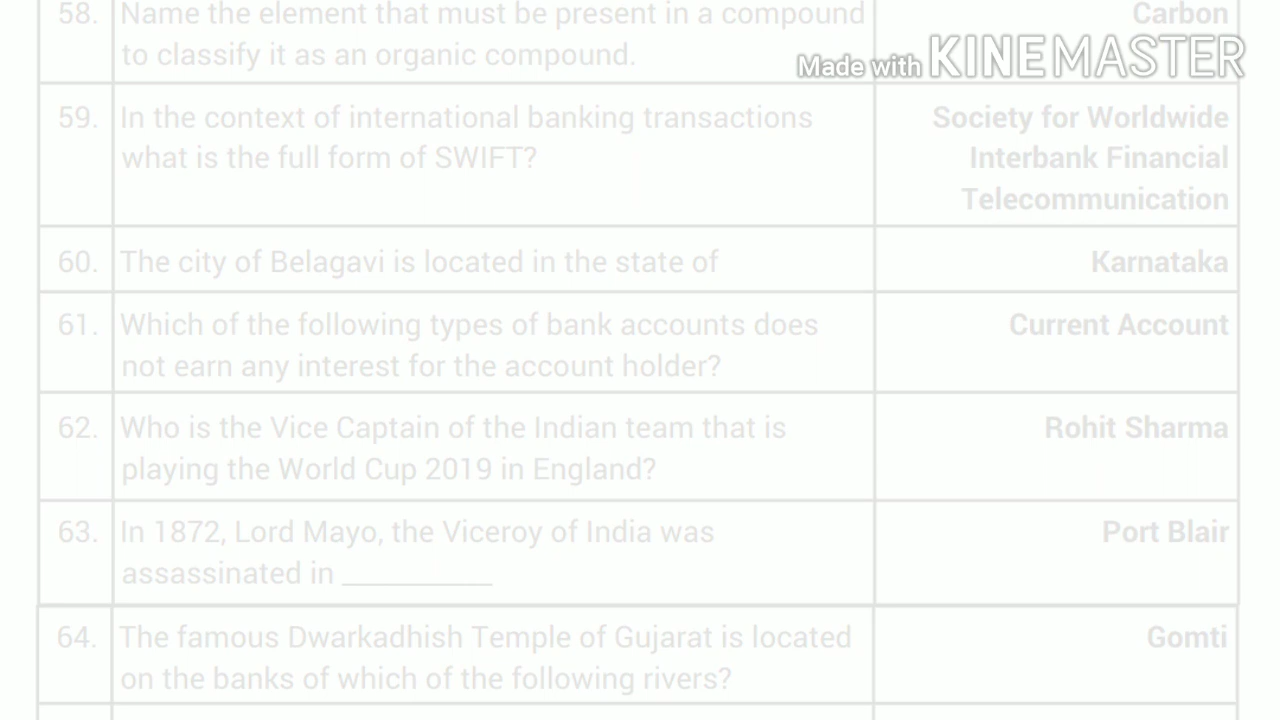 58. Name the element that must be present in a compound Carbon
to classify it as an organic compound.
Made with KINEMASTER
59. In the context of international banking transactions Society for Worldwide
what is the full form of SWIFT? Interbank Financial
Telecommunication
60. The city of Belagavi is located in the state of Karnataka
61. Which of the following types of bank accounts does Current Account
not earn any interest for the account holder?
62. Who is the Vice Captain of the Indian team that is Rohit Sharma
playing the World Cup 2019 in England?
63. In 1872, Lord Mayo, the Viceroy of India was Port Blair
assassinated in __________
64. The famous Dwarkadhish Temple of Gujarat is located Gomti
on the banks of which of the following rivers?